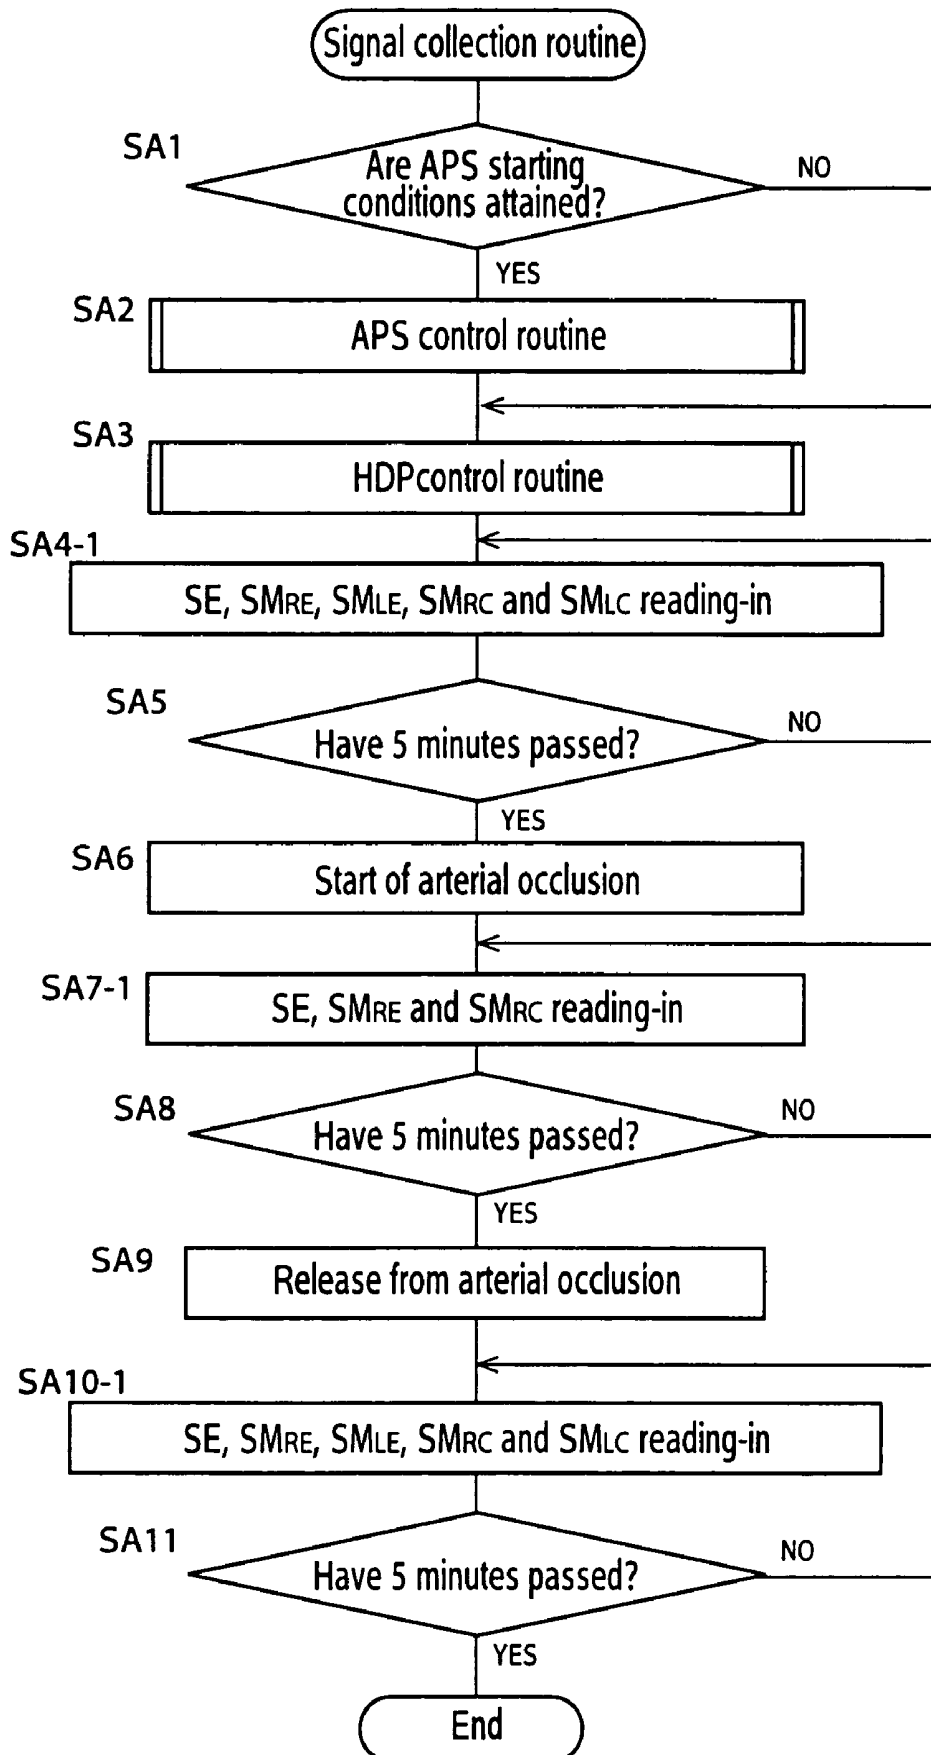 Signal collection routine
SA1
Are APS starting
conditions attained?
NO
YES
SA2
APS control routine
SA3
HDPcontrol routine
SA4-1
SE, SMRE, SMLE, SMRC and SMLC reading-in
SA5
Have 5 minutes passed?
NO
YES
SA6
Start of arterial occlusion
SA7-1
SE, SMRE and SMRC reading-in
SA8
Have 5 minutes passed?
NO
YES
SA9
Release from arterial occlusion
SA10-1
SE, SMRE, SMLE, SMRC and SMLC reading-in
SA11
Have 5 minutes passed?
NO
YES
End